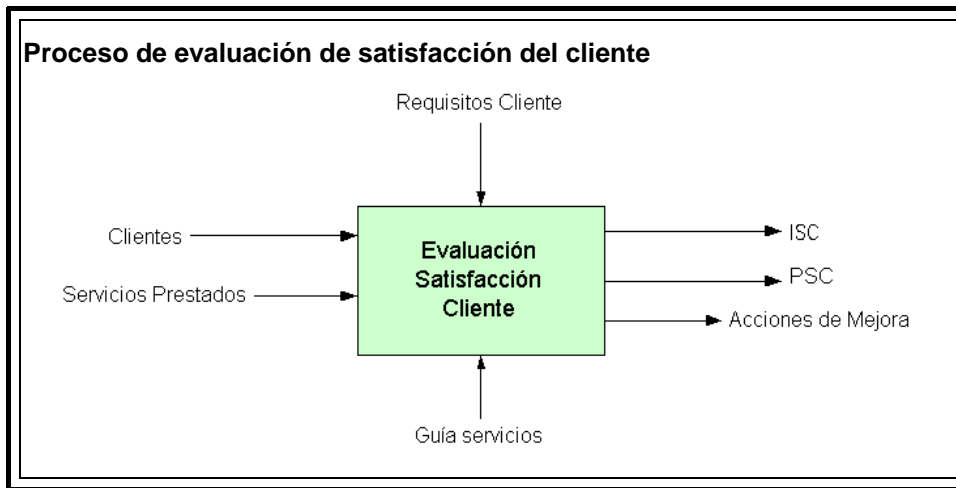 Proceso de evaluación de satisfacción del cliente
Requisitos Cliente
Clientes
Servicios Prestados
Evaluación
Satisfacción
Cliente
ISC
PSC
Acciones de Mejora
Guía servicios